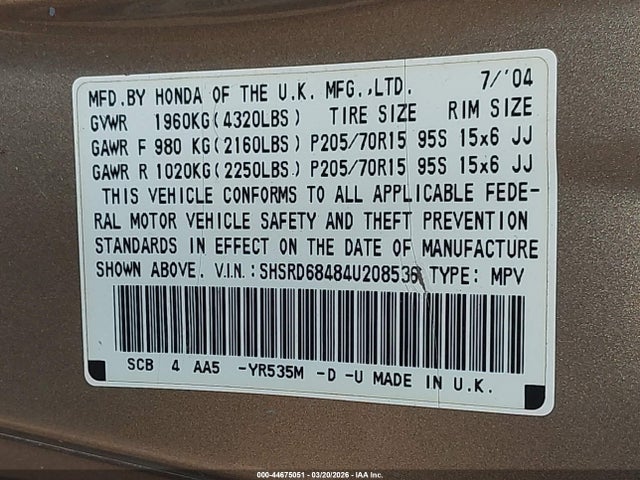 MFD.BY HONDA OF THE U.K. MFG.,LTD. 7/'04
GVWR 1960KG(4320LBS) TIRE SIZE RIM SIZE
GAWR F 980 KG(2160LBS) P205/70R15 95S 15x6 JJ
GAWR R 1020KG(2250LBS) P205/70R15 95S 15x6 JJ
THIS VEHICLE CONFORMS TO ALL APPLICABLE FEDE-
RAL MOTOR VEHICLE SAFETY AND THEFT PREVENTION
STANDARDS IN EFFECT ON THE DATE OF MANUFACTURE
SHOWN ABOVE. V.I.N.:SHSRD68484U208536 TYPE: MPV
SCB 4 AA5 -YR535M -D -U MADE IN U.K.
000-44675051 - 03/20/2026 - IAA Inc.